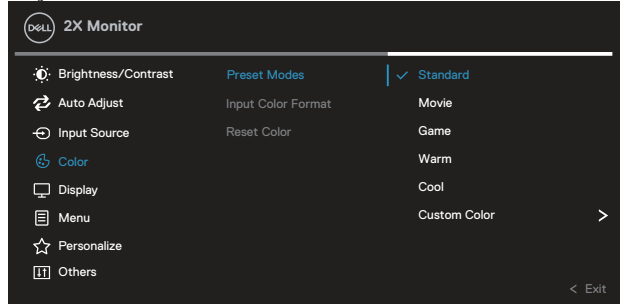 DELL 2X Monitor
Brightness/Contrast Preset Modes Standard
Auto Adjust Input Color Format Movie
Input Source Reset Color Game
Color Warm
Display Cool
Menu Custom Color >
Personalize
Others
< Exit